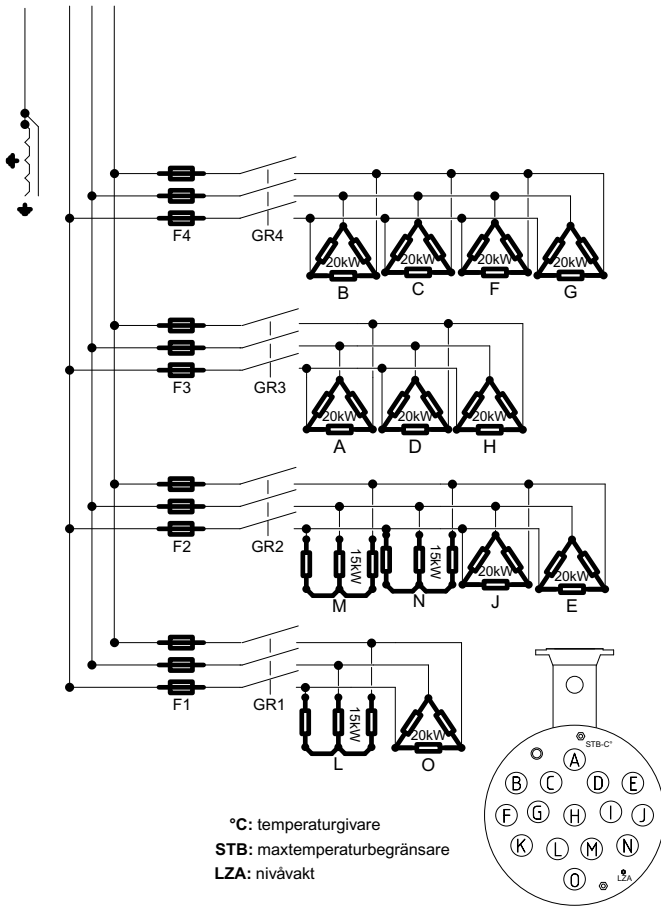 20kW 20kW 20kW 20kW
F4 GR4
B C F G
20kW 20kW 20kW
F3 GR3
A D H
15kW 15kW 20kW 20kW
F2 GR2
M N J E
15kW 20kW
F1 GR1
L O
STB-C°
A
B C D E
F G H I J
K L M N
O
LZA
°C: temperaturgivare
STB: maxtemperaturbegränsare
LZA: nivåvakt